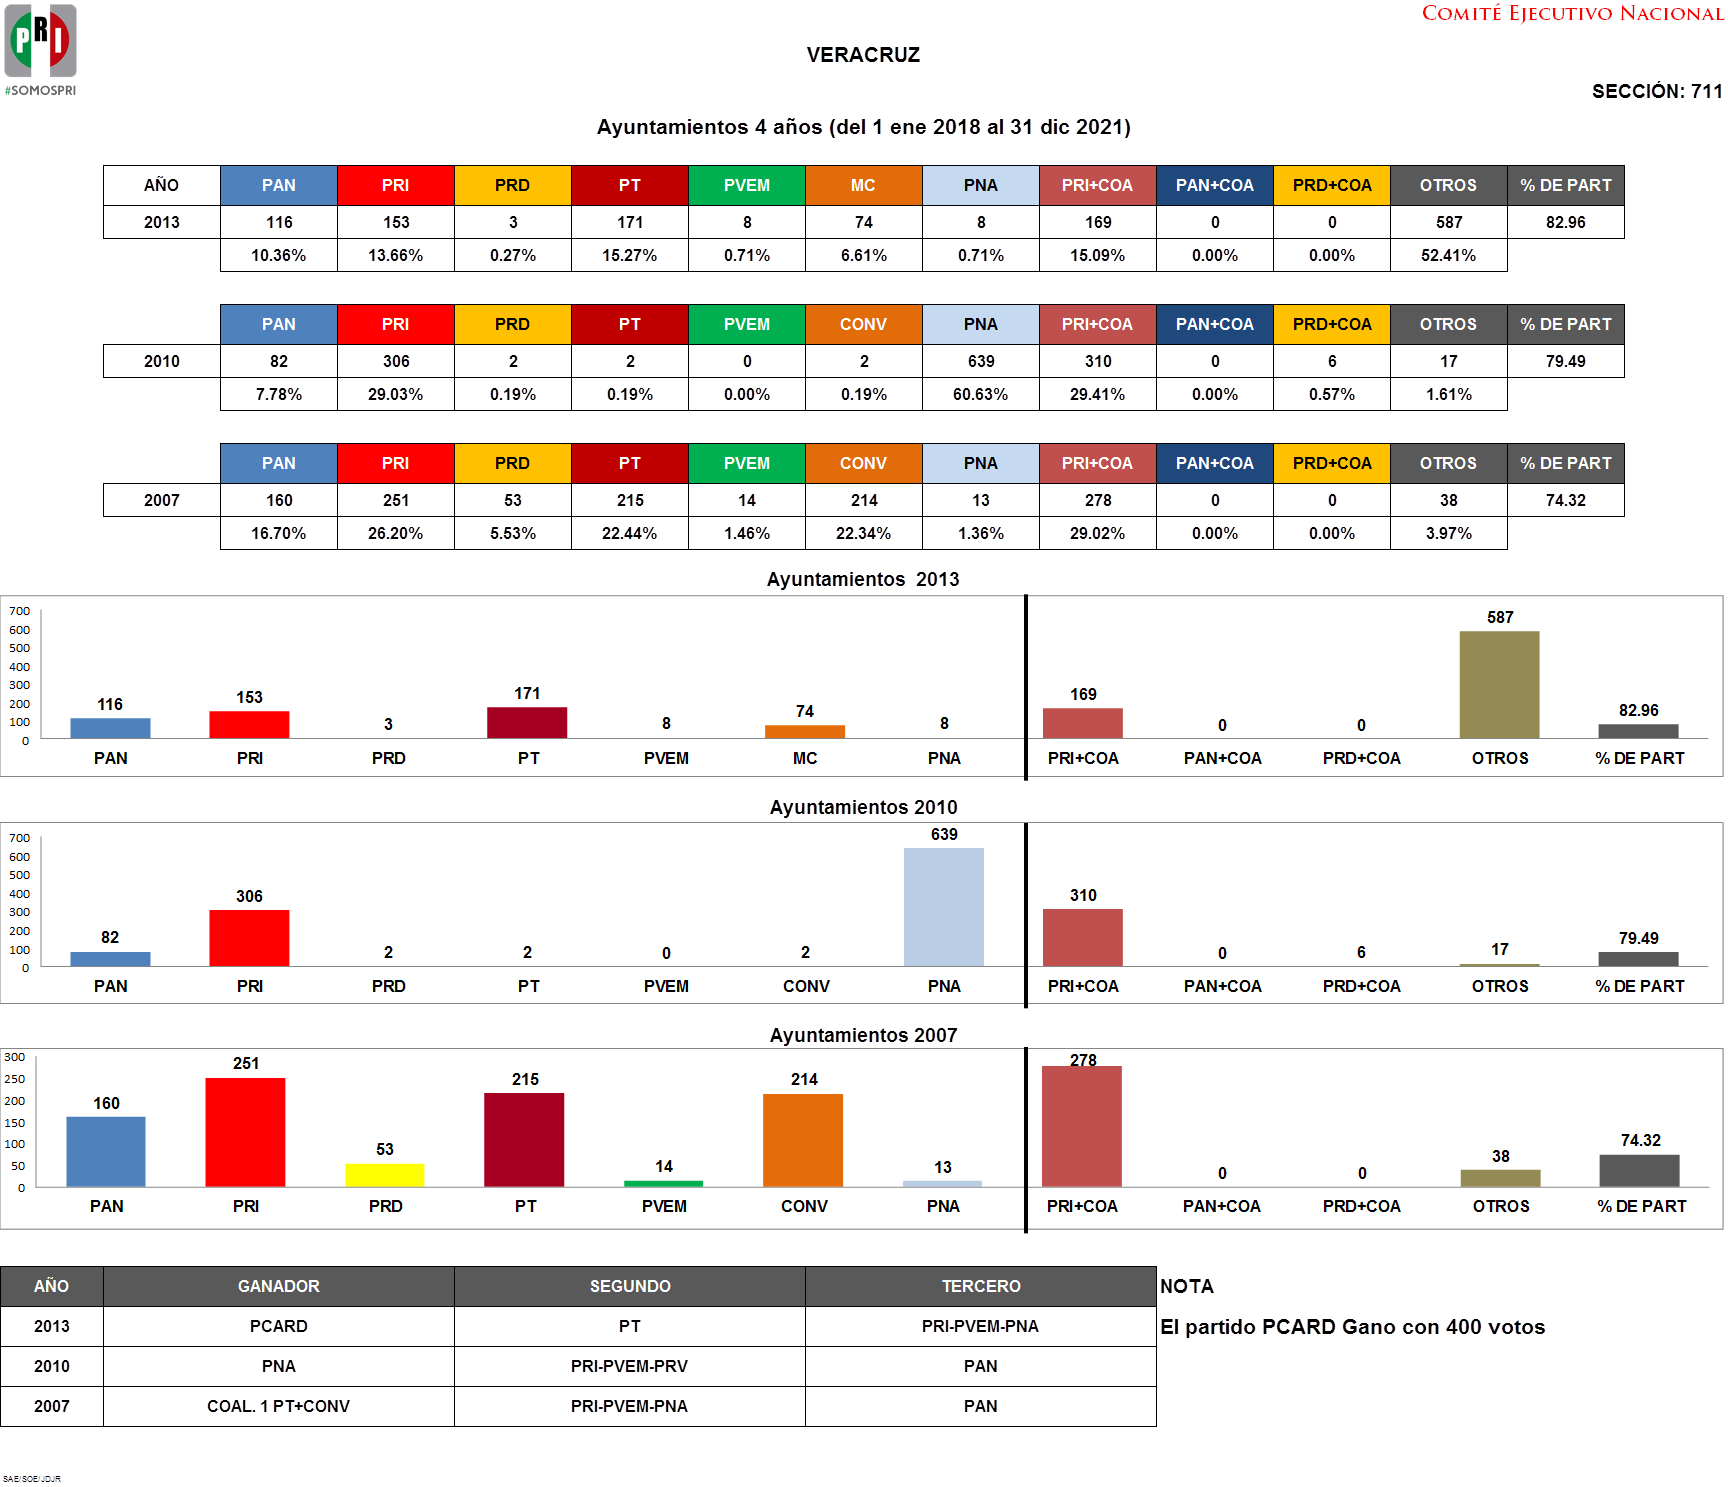 COMITÉ EJECUTIVO NACIONAL
PRI
#SOMOSPRI
VERACRUZ
SECCIÓN: 711
Ayuntamientos 4 años (del 1 ene 2018 al 31 dic 2021)
AÑO PAN PRI PRD PT PVEM MC PNA PRI+COA PAN+COA PRD+COA OTROS % DE PART
2013 116 153 3 171 8 74 8 169 0 0 587 82.96
10.36% 13.66% 0.27% 15.27% 0.71% 6.61% 0.71% 15.09% 0.00% 0.00% 52.41%
PAN PRI PRD PT PVEM CONV PNA PRI+COA PAN+COA PRD+COA OTROS % DE PART
2010 82 306 2 2 0 2 639 310 0 6 17 79.49
7.78% 29.03% 0.19% 0.19% 0.00% 0.19% 60.63% 29.41% 0.00% 0.57% 1.61%
PAN PRI PRD PT PVEM CONV PNA PRI+COA PAN+COA PRD+COA OTROS % DE PART
2007 160 251 53 215 14 214 13 278 0 0 38 74.32
16.70% 26.20% 5.53% 22.44% 1.46% 22.34% 1.36% 29.02% 0.00% 0.00% 3.97%
Ayuntamientos 2013
700
600
500
400
300
200
100
0
116 153 3 171 8 74 8 169 0 0 587 82.96
PAN PRI PRD PT PVEM MC PNA PRI+COA PAN+COA PRD+COA OTROS % DE PART
Ayuntamientos 2010
700
600
500
400
300
200
100
0
82 306 2 2 0 2 639 310 0 6 17 79.49
PAN PRI PRD PT PVEM CONV PNA PRI+COA PAN+COA PRD+COA OTROS % DE PART
Ayuntamientos 2007
300
250
200
150
100
50
0
160 251 53 215 14 214 13 278 0 0 38 74.32
PAN PRI PRD PT PVEM CONV PNA PRI+COA PAN+COA PRD+COA OTROS % DE PART
AÑO GANADOR SEGUNDO TERCERO NOTA
2013 PCARD PT PRI-PVEM-PNA El partido PCARD Gano con 400 votos
2010 PNA PRI-PVEM-PRV PAN
2007 COAL. 1 PT+CONV PRI-PVEM-PNA PAN
SAE/SOE/JDJR